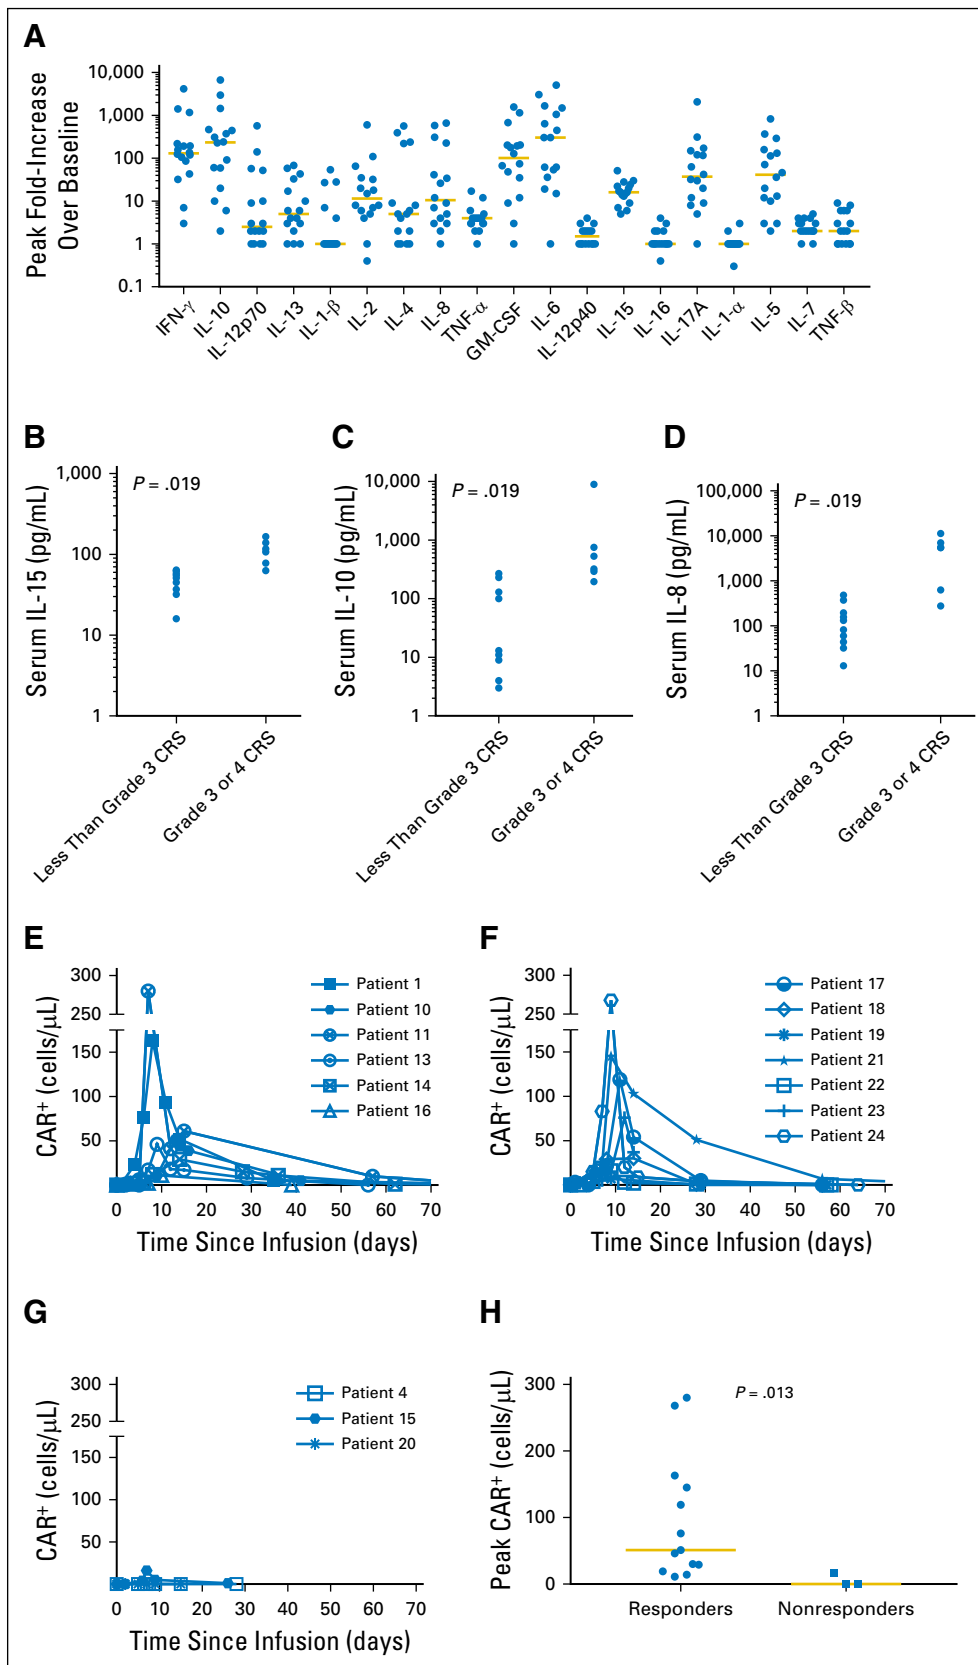 A
Peak Fold-Increase
Over Baseline
10,000
1,000
100
10
1
0.1
IFN-γ
IL-10
IL-12p70
IL-13
IL-1-β
IL-2
IL-4
IL-8
TNF-α
GM-CSF
IL-6
IL-12p40
IL-15
IL-16
IL-17A
IL-1-α
IL-5
IL-7
TNF-β
B
Serum IL-15 (pg/mL)
1,000
100
10
1
P = .019
Less Than Grade 3 CRS
Grade 3 or 4 CRS
C
Serum IL-10 (pg/mL)
10,000
1,000
100
10
1
P = .019
Less Than Grade 3 CRS
Grade 3 or 4 CRS
D
Serum IL-8 (pg/mL)
100,000
10,000
1,000
100
10
1
P = .019
Less Than Grade 3 CRS
Grade 3 or 4 CRS
E
CAR+ (cells/μL)
300
250
150
100
50
0 10 20 30 40 50 60 70
Time Since Infusion (days)
Patient 1
Patient 10
Patient 11
Patient 13
Patient 14
Patient 16
F
CAR+ (cells/μL)
300
250
150
100
50
0 10 20 30 40 50 60 70
Time Since Infusion (days)
Patient 17
Patient 18
Patient 19
Patient 21
Patient 22
Patient 23
Patient 24
G
CAR+ (cells/μL)
300
250
150
100
50
0 10 20 30 40 50 60 70
Time Since Infusion (days)
Patient 4
Patient 15
Patient 20
H
Peak CAR+ (cells/μL)
300
200
100
0
P = .013
Responders
Nonresponders